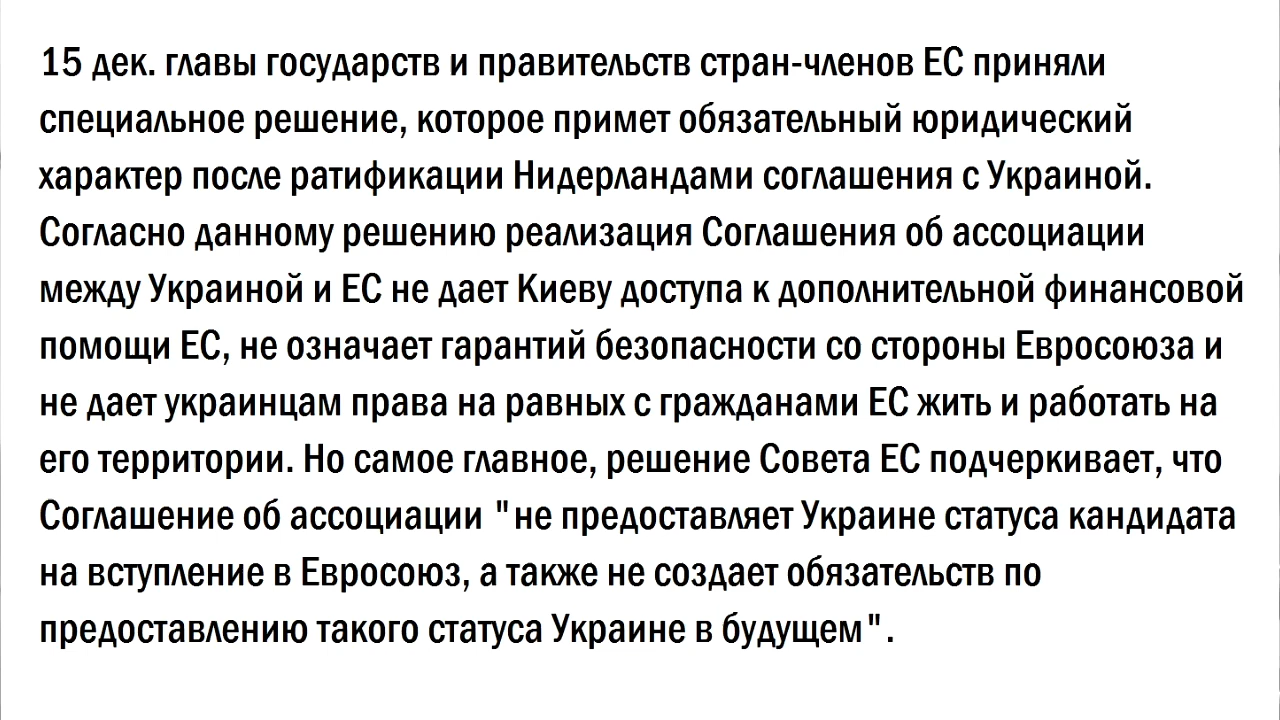 15 дек. главы государств и правительств стран-членов ЕС приняли
специальное решение, которое примет обязательный юридический
характер после ратификации Нидерландами соглашения с Украиной.
Согласно данному решению реализация Соглашения об ассоциации
между Украиной и ЕС не дает Киеву доступа к дополнительной финансовой
помощи ЕС, не означает гарантий безопасности со стороны Евросоюза и
не дает украинцам права на равных с гражданами ЕС жить и работать на
его территории. Но самое главное, решение Совета ЕС подчеркивает, что
Соглашение об ассоциации "не предоставляет Украине статуса кандидата
на вступление в Евросоюз, а также не создает обязательств по
предоставлению такого статуса Украине в будущем".